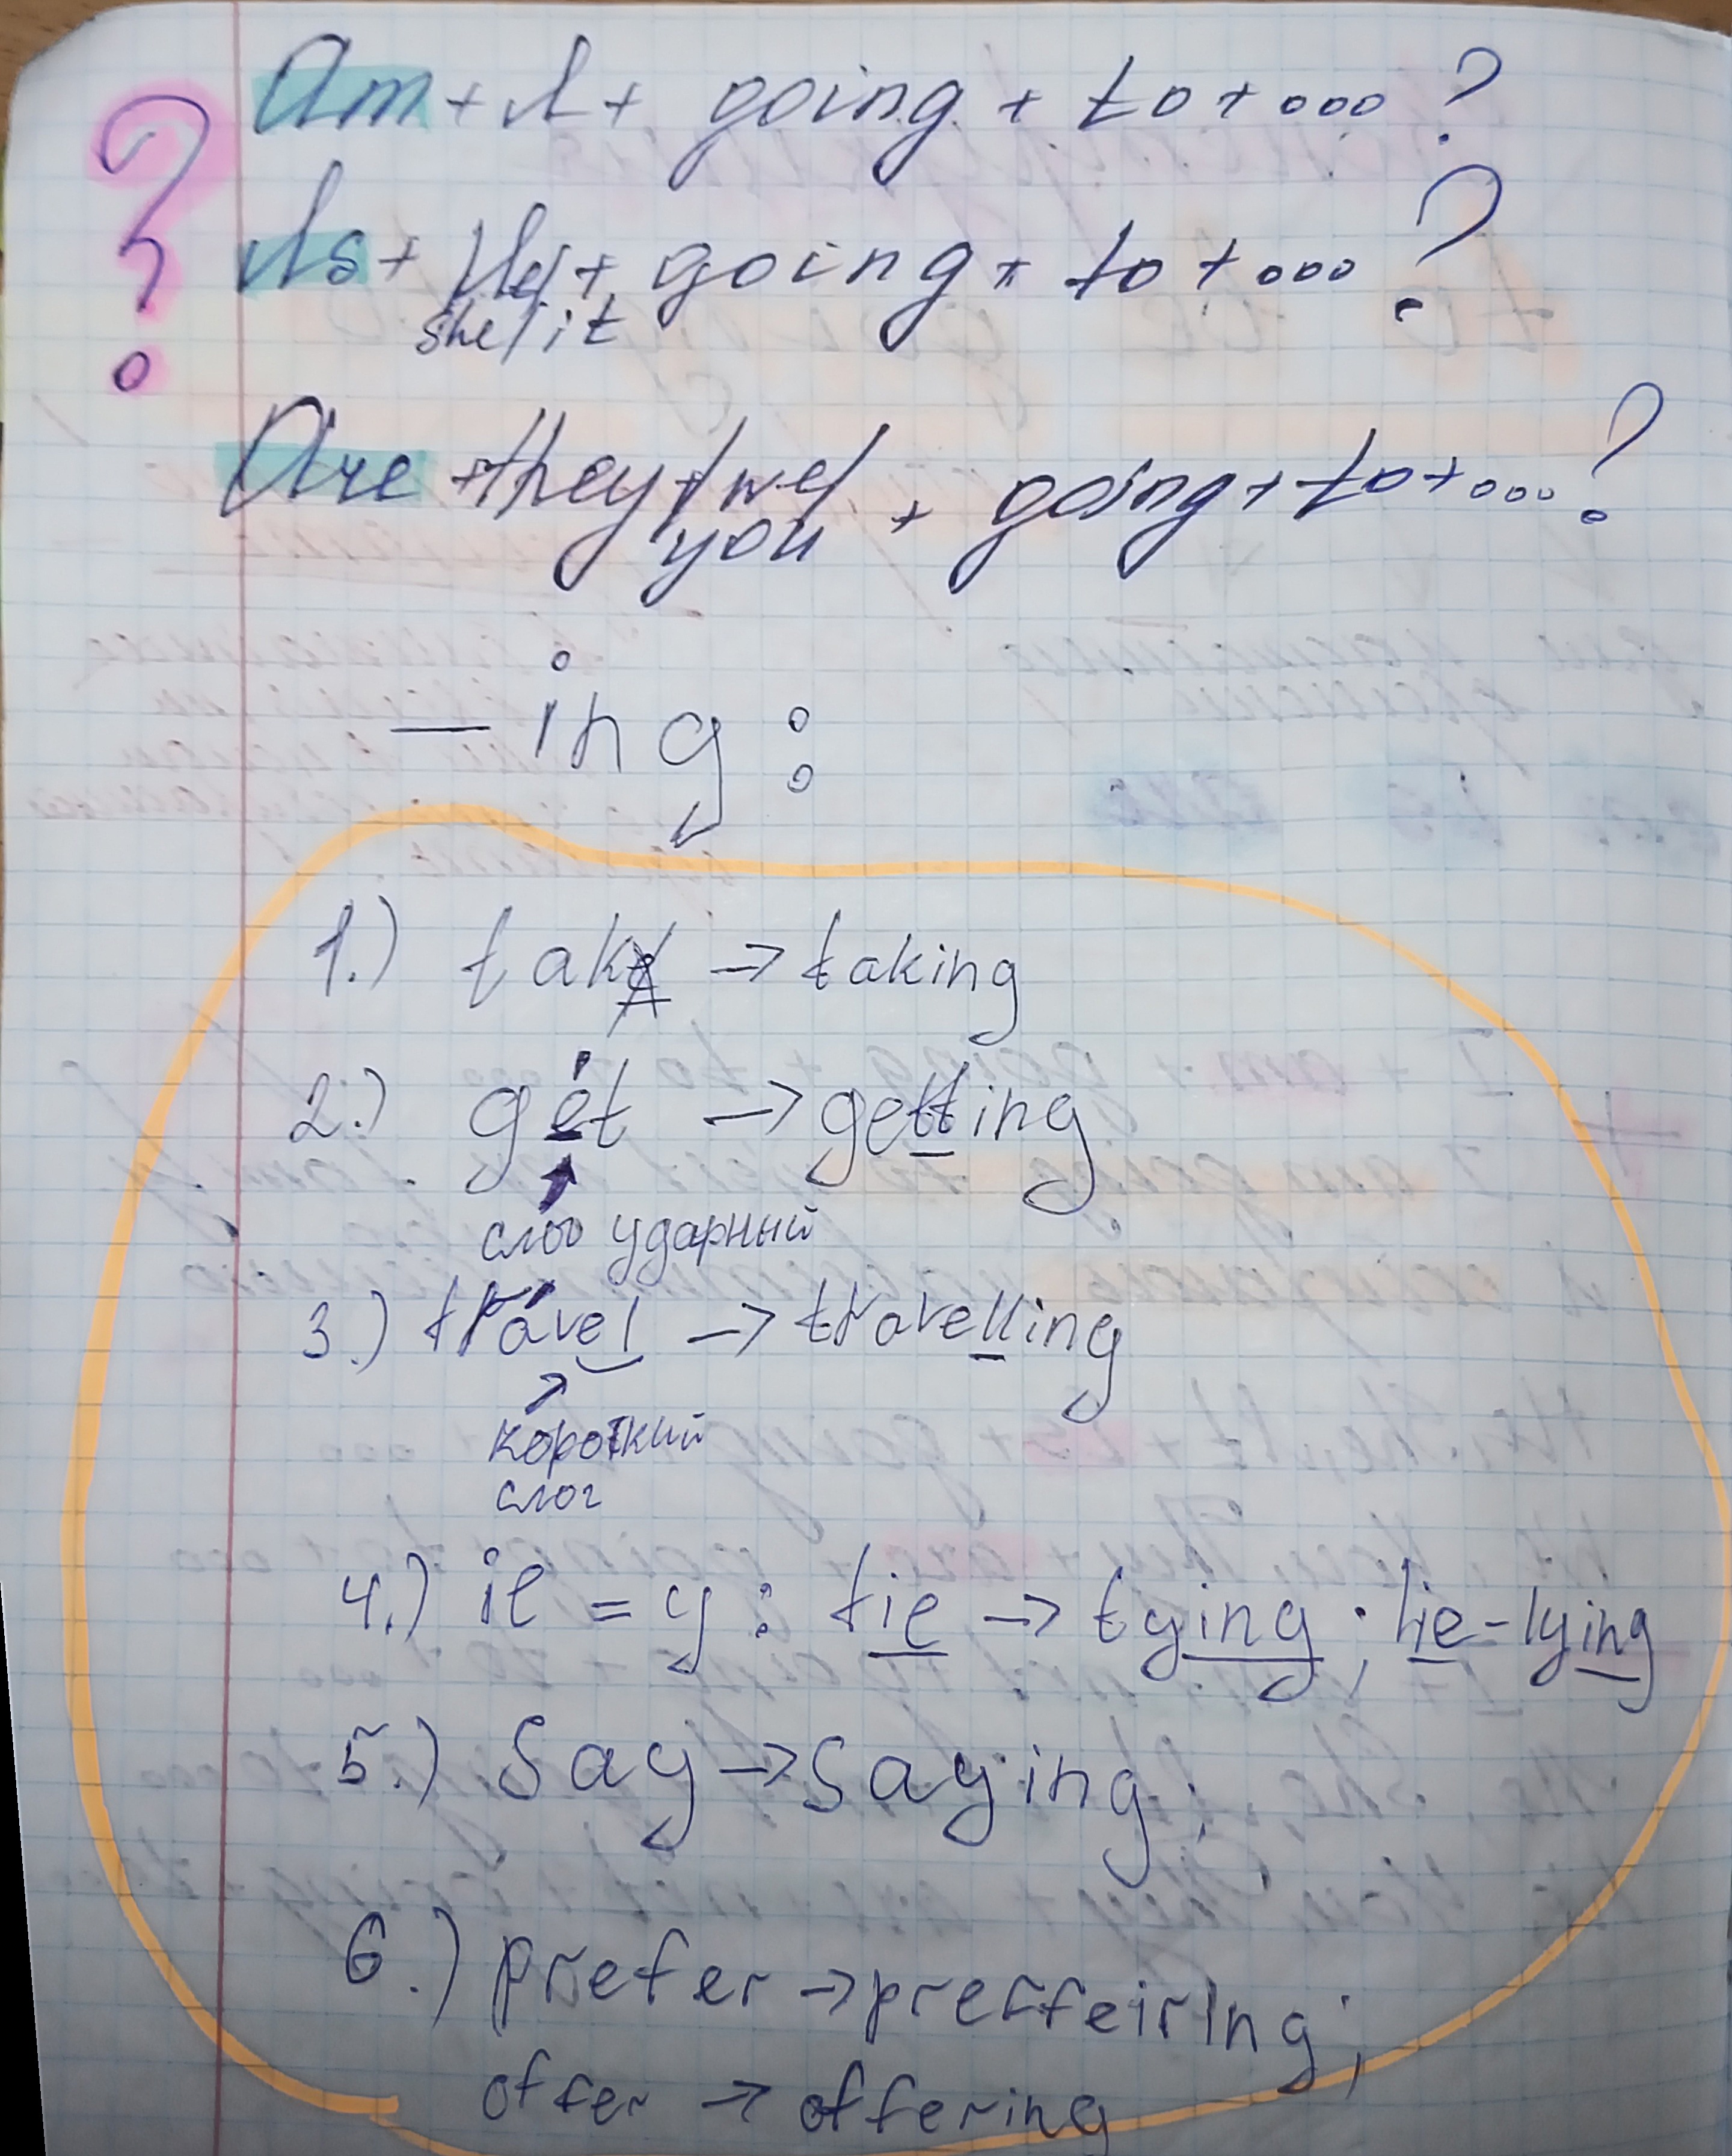 ? Am + I + going + to + ... ?
Is + He/ + going + to + ... ?
she/it
Are + they/we/ + going + to + ... ?
you
– ing:
1.) take → taking
2.) gét → getting
слог ударный
3.) trável → travelling
короткий
слог
4.) ie = y: tie → tying; lie - lying
5.) Say → saying;
6.) prefer → preffeiring;
offer → offering